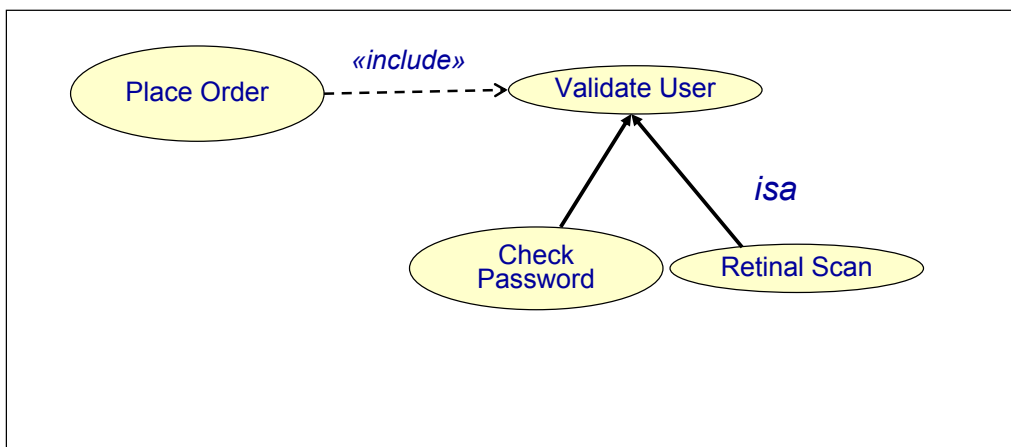 «include»
Place Order
Validate User
isa
Check
Password
Retinal Scan